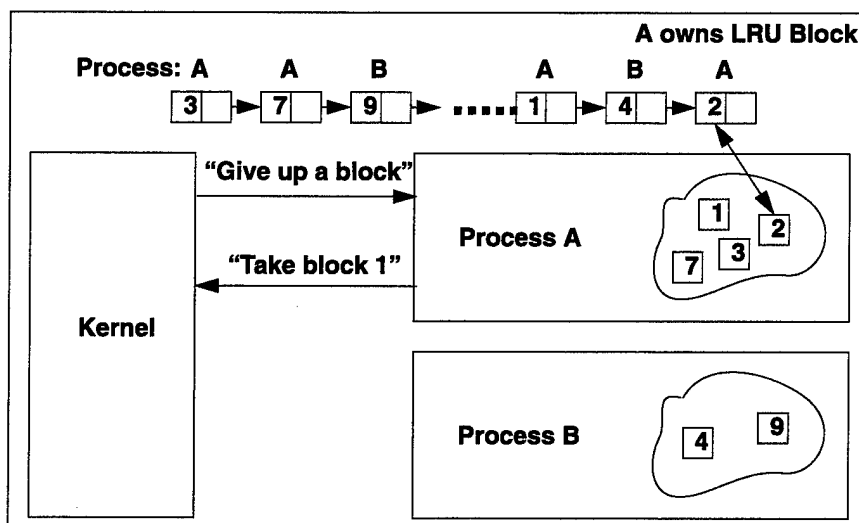 A owns LRU Block
Process: A A B A B A
3 7 9 1 4 2
“Give up a block”
“Take block 1”
Kernel
Process A
1 2
3
7
Process B
4 9